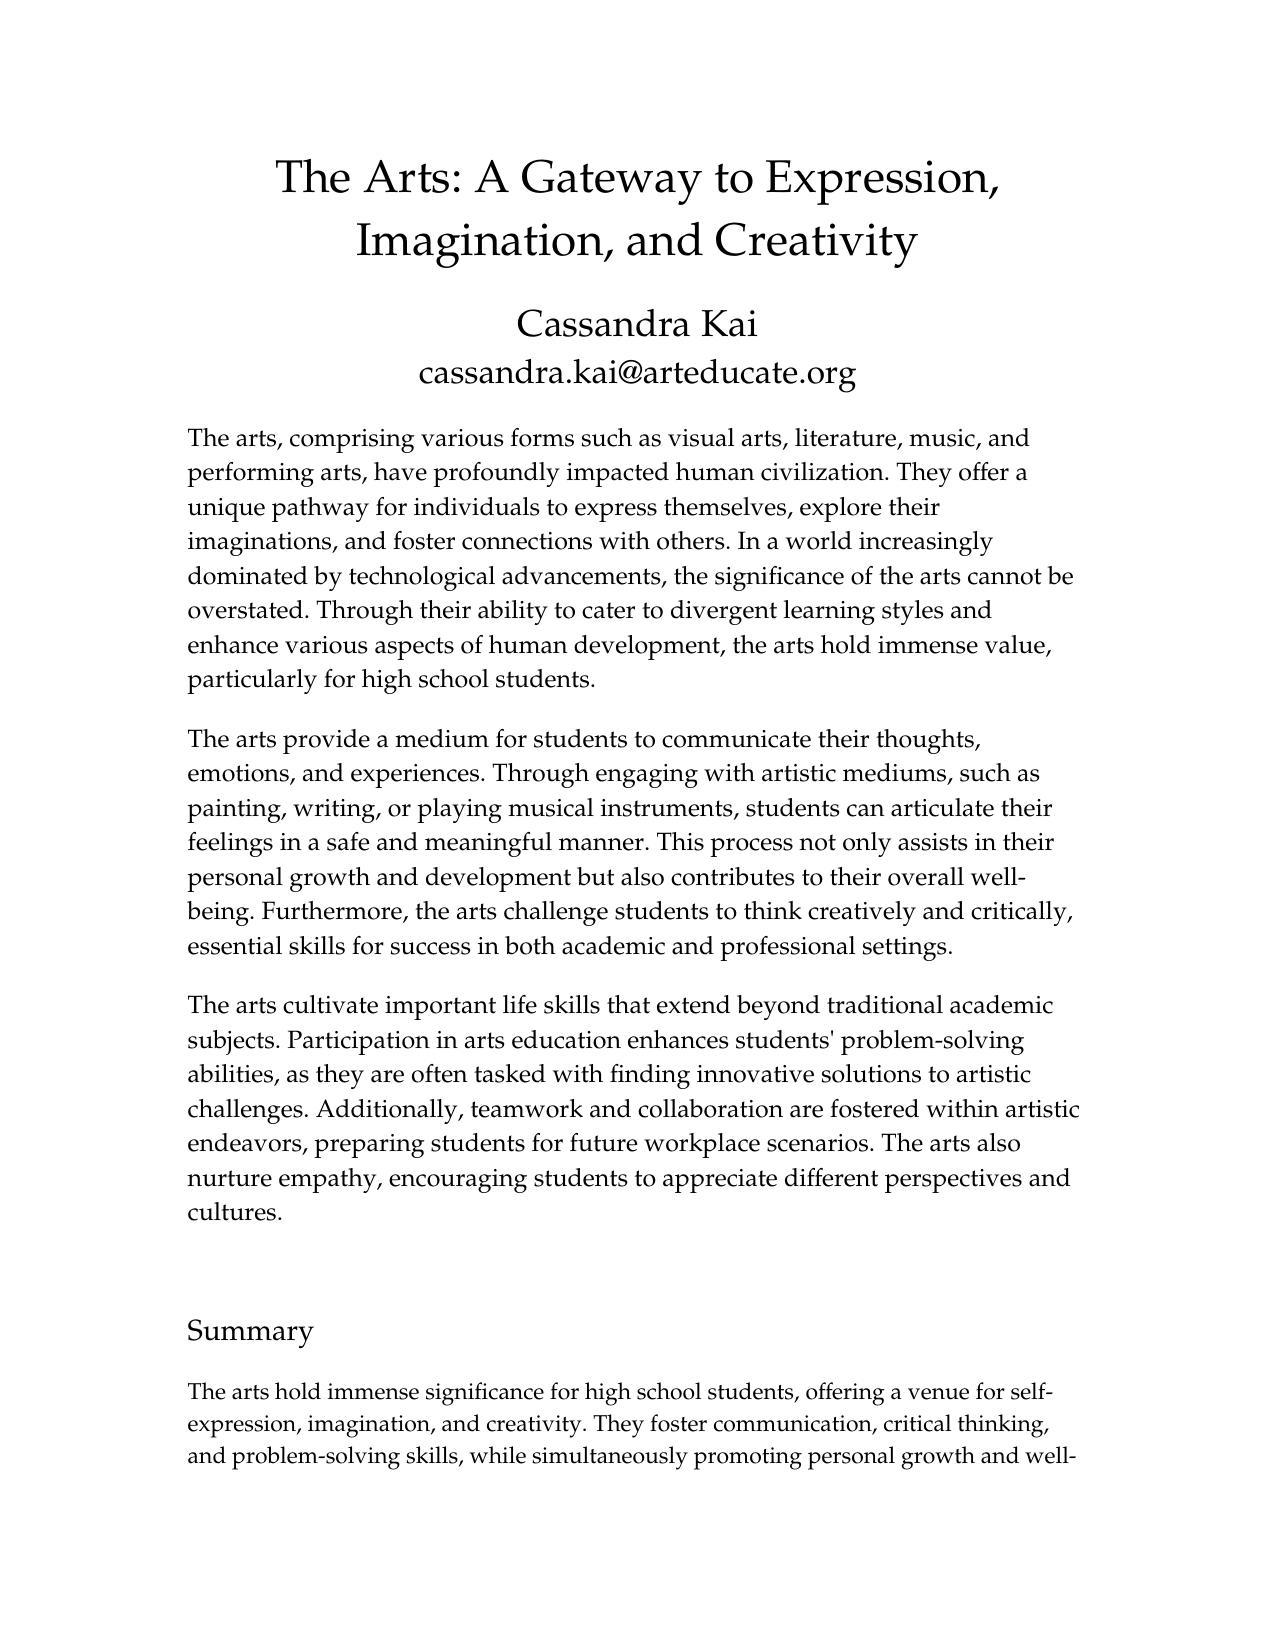 The Arts: A Gateway to Expression,
Imagination, and Creativity
Cassandra Kai
cassandra.kai@arteducate.org
The arts, comprising various forms such as visual arts, literature, music, and
performing arts, have profoundly impacted human civilization. They offer a
unique pathway for individuals to express themselves, explore their
imaginations, and foster connections with others. In a world increasingly
dominated by technological advancements, the significance of the arts cannot be
overstated. Through their ability to cater to divergent learning styles and
enhance various aspects of human development, the arts hold immense value,
particularly for high school students.
The arts provide a medium for students to communicate their thoughts,
emotions, and experiences. Through engaging with artistic mediums, such as
painting, writing, or playing musical instruments, students can articulate their
feelings in a safe and meaningful manner. This process not only assists in their
personal growth and development but also contributes to their overall well-
being. Furthermore, the arts challenge students to think creatively and critically,
essential skills for success in both academic and professional settings.
The arts cultivate important life skills that extend beyond traditional academic
subjects. Participation in arts education enhances students' problem-solving
abilities, as they are often tasked with finding innovative solutions to artistic
challenges. Additionally, teamwork and collaboration are fostered within artistic
endeavors, preparing students for future workplace scenarios. The arts also
nurture empathy, encouraging students to appreciate different perspectives and
cultures.
Summary
The arts hold immense significance for high school students, offering a venue for self-
expression, imagination, and creativity. They foster communication, critical thinking,
and problem-solving skills, while simultaneously promoting personal growth and well-